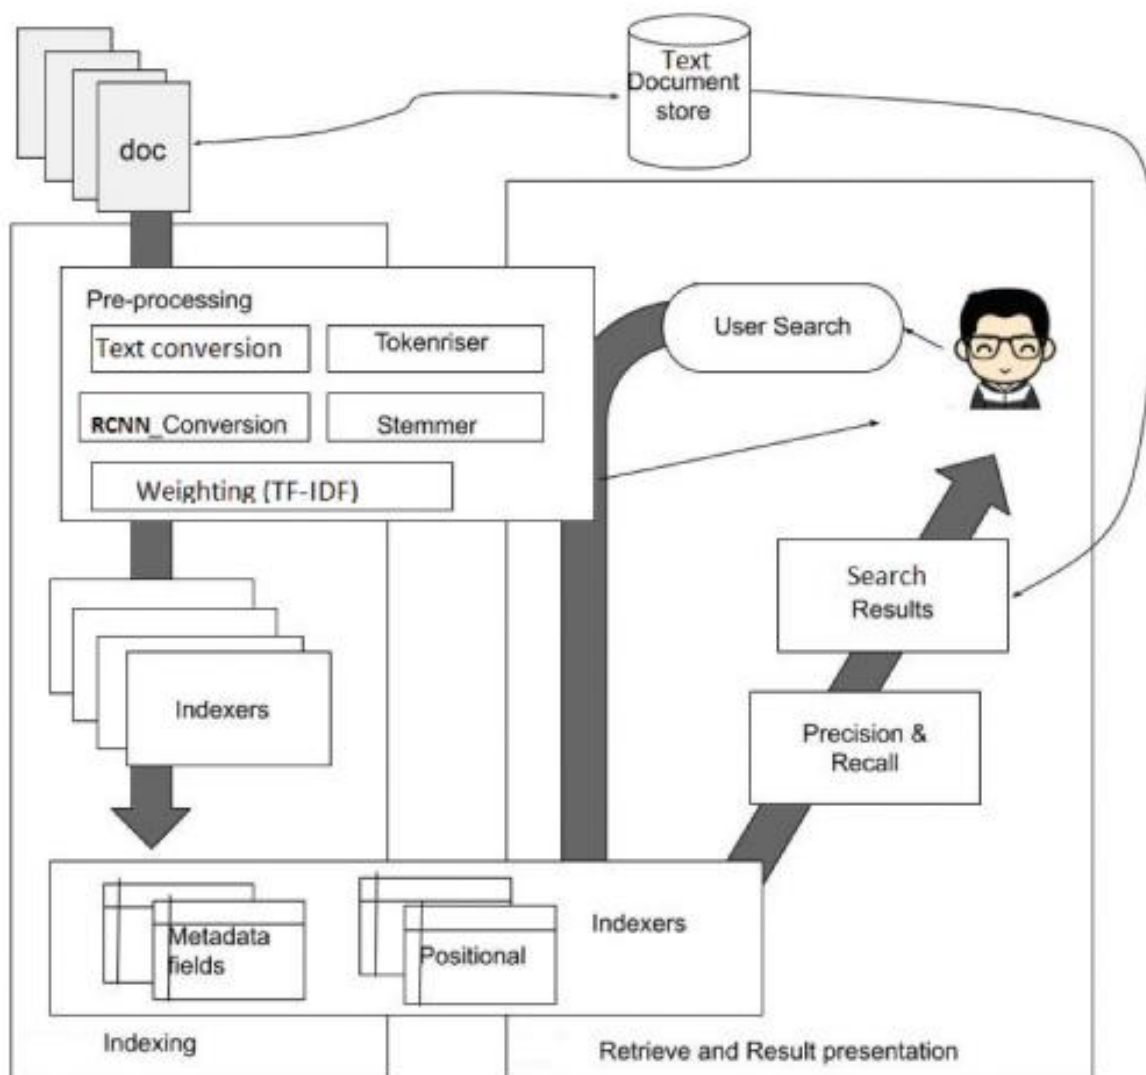 Text
Document
store
doc
Pre-processing
User Search
Text conversion
Tokenriser
RCNN_Conversion
Stemmer
Weighting (TF-IDF)
Search
Results
Indexers
Precision &
Recall
Indexers
Metadada
fields
Positional
Indexing
Retrieve and Result presentation